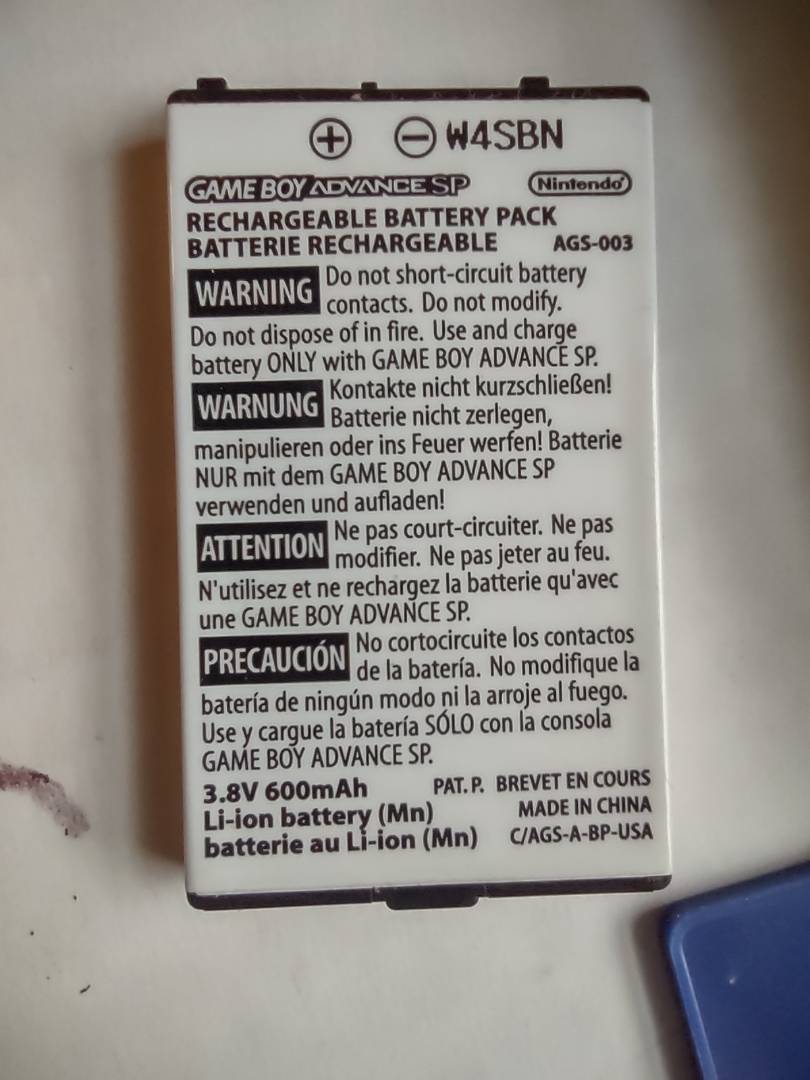 ⊕ ⊖ W4SBN
GAME BOY ADVANCE SP Nintendo
RECHARGEABLE BATTERY PACK
BATTERIE RECHARGEABLE AGS-003
WARNING Do not short-circuit battery
contacts. Do not modify.
Do not dispose of in fire. Use and charge
battery ONLY with GAME BOY ADVANCE SP.
WARNUNG Kontakte nicht kurzschließen!
Batterie nicht zerlegen,
manipulieren oder ins Feuer werfen! Batterie
NUR mit dem GAME BOY ADVANCE SP
verwenden und aufladen!
ATTENTION Ne pas court-circuiter. Ne pas
modifier. Ne pas jeter au feu.
N'utilisez et ne rechargez la batterie qu'avec
une GAME BOY ADVANCE SP.
PRECAUCIÓN No cortocircuite los contactos
de la batería. No modifique la
batería de ningún modo ni la arroje al fuego.
Use y cargue la batería SÓLO con la consola
GAME BOY ADVANCE SP.
3.8V 600mAh PAT. P. BREVET EN COURS
Li-ion battery (Mn) MADE IN CHINA
batterie au Li-ion (Mn) C/AGS-A-BP-USA